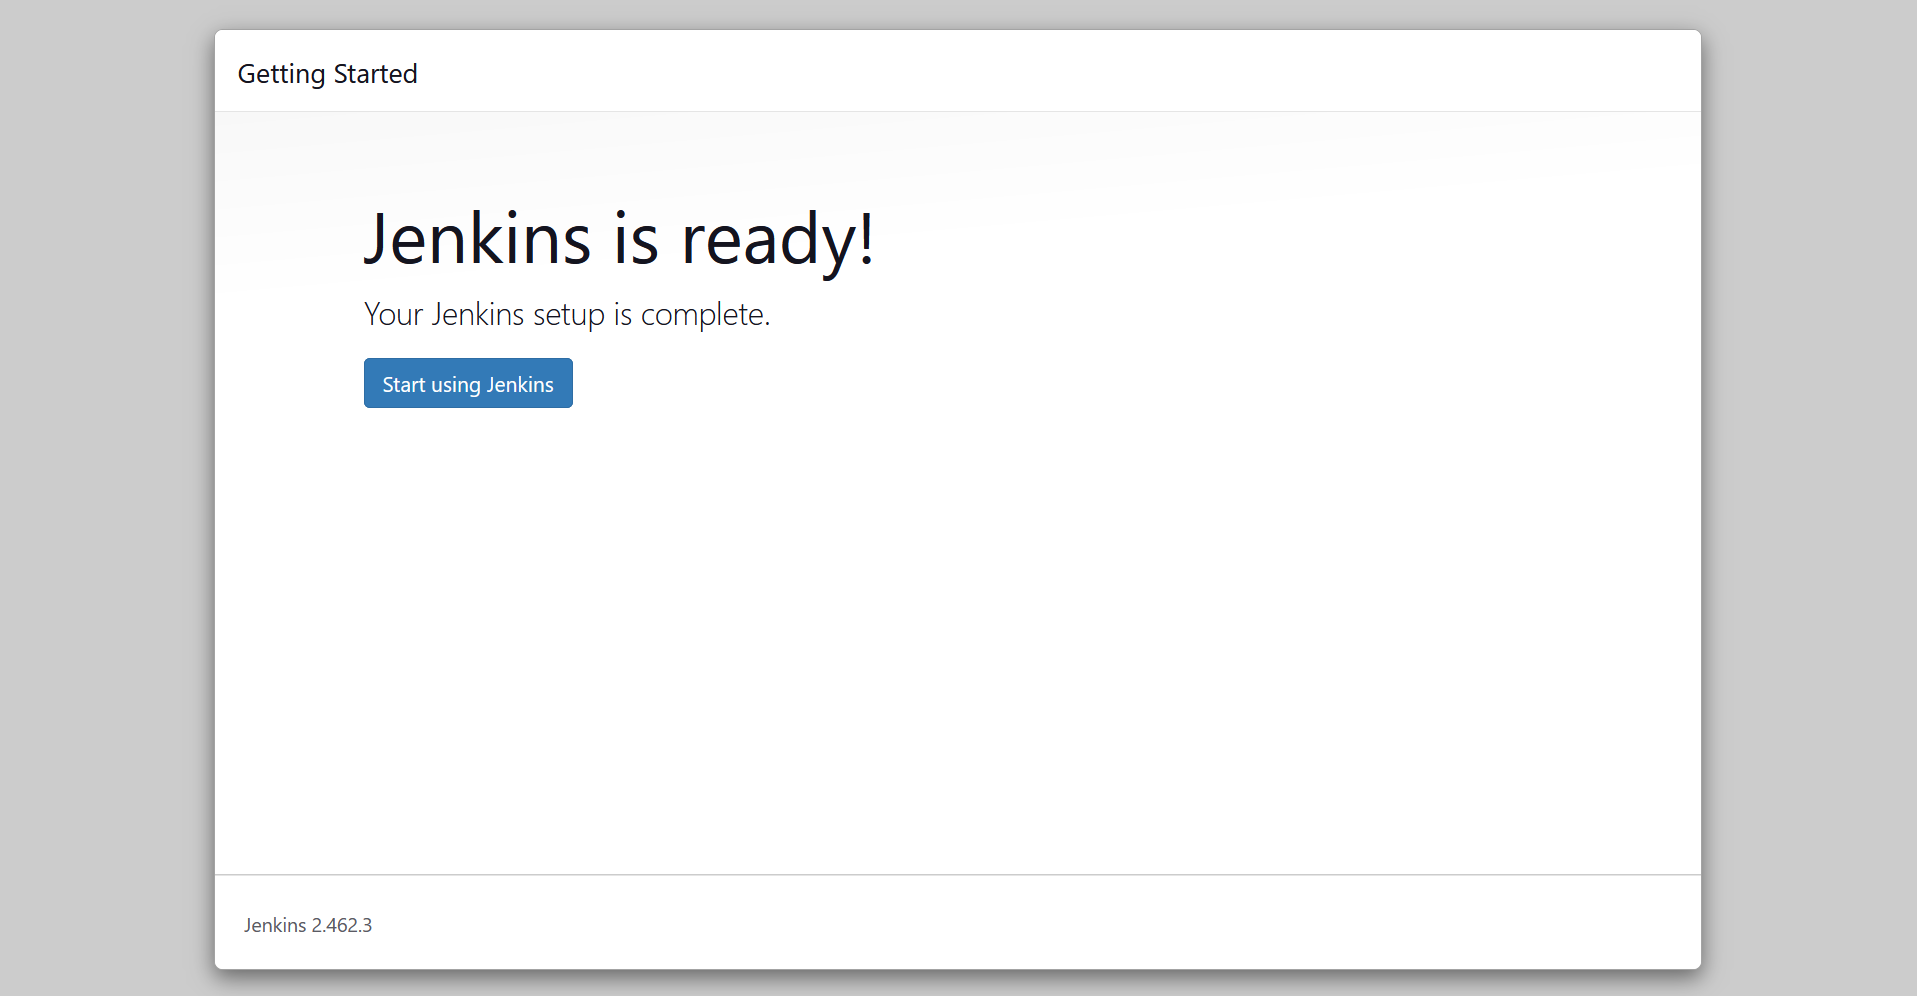 Getting Started
Jenkins is ready!
Your Jenkins setup is complete.
Start using Jenkins
Jenkins 2.462.3